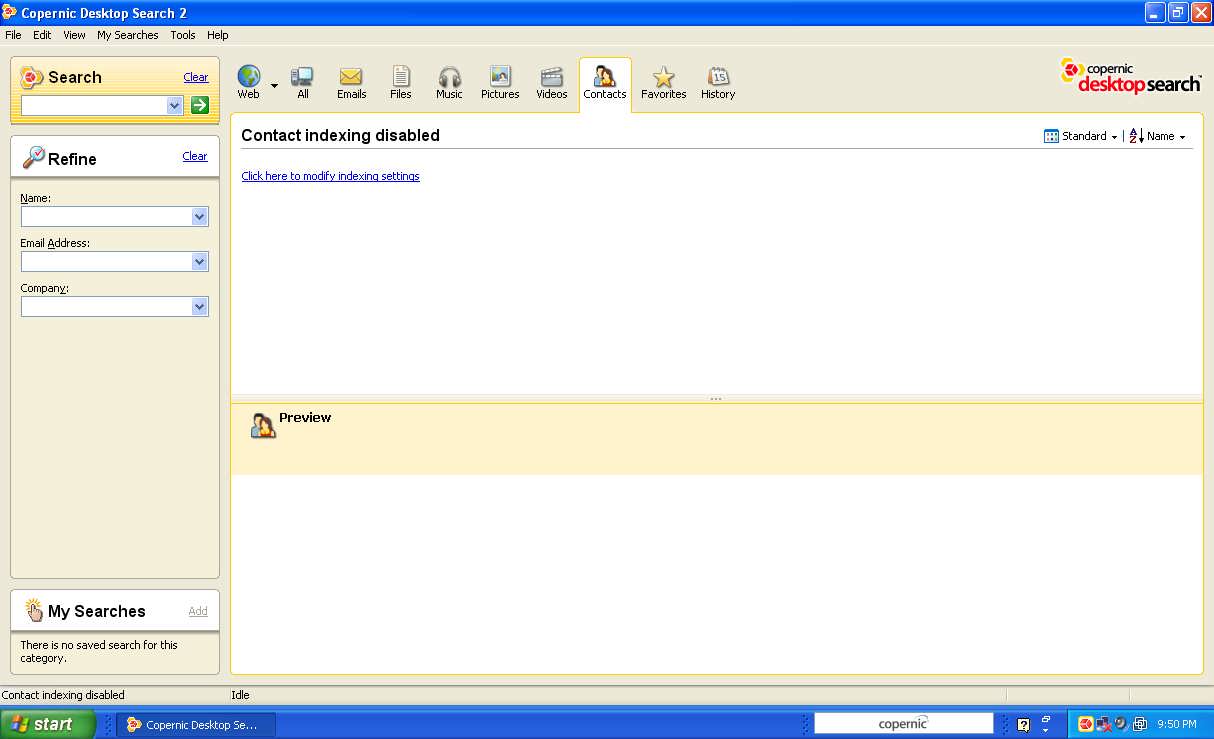 Copernic Desktop Search 2
File Edit View My Searches Tools Help
Search Clear
Web All Emails Files Music Pictures Videos Contacts Favorites History
copernic
desktopsearch
Refine Clear
Name:
Email Address:
Company:
My Searches Add
There is no saved search for this
category.
Contact indexing disabled
Standard | Name
Click here to modify indexing settings
Preview
Contact indexing disabled Idle
start Copernic Desktop Se... copernic 9:50 PM